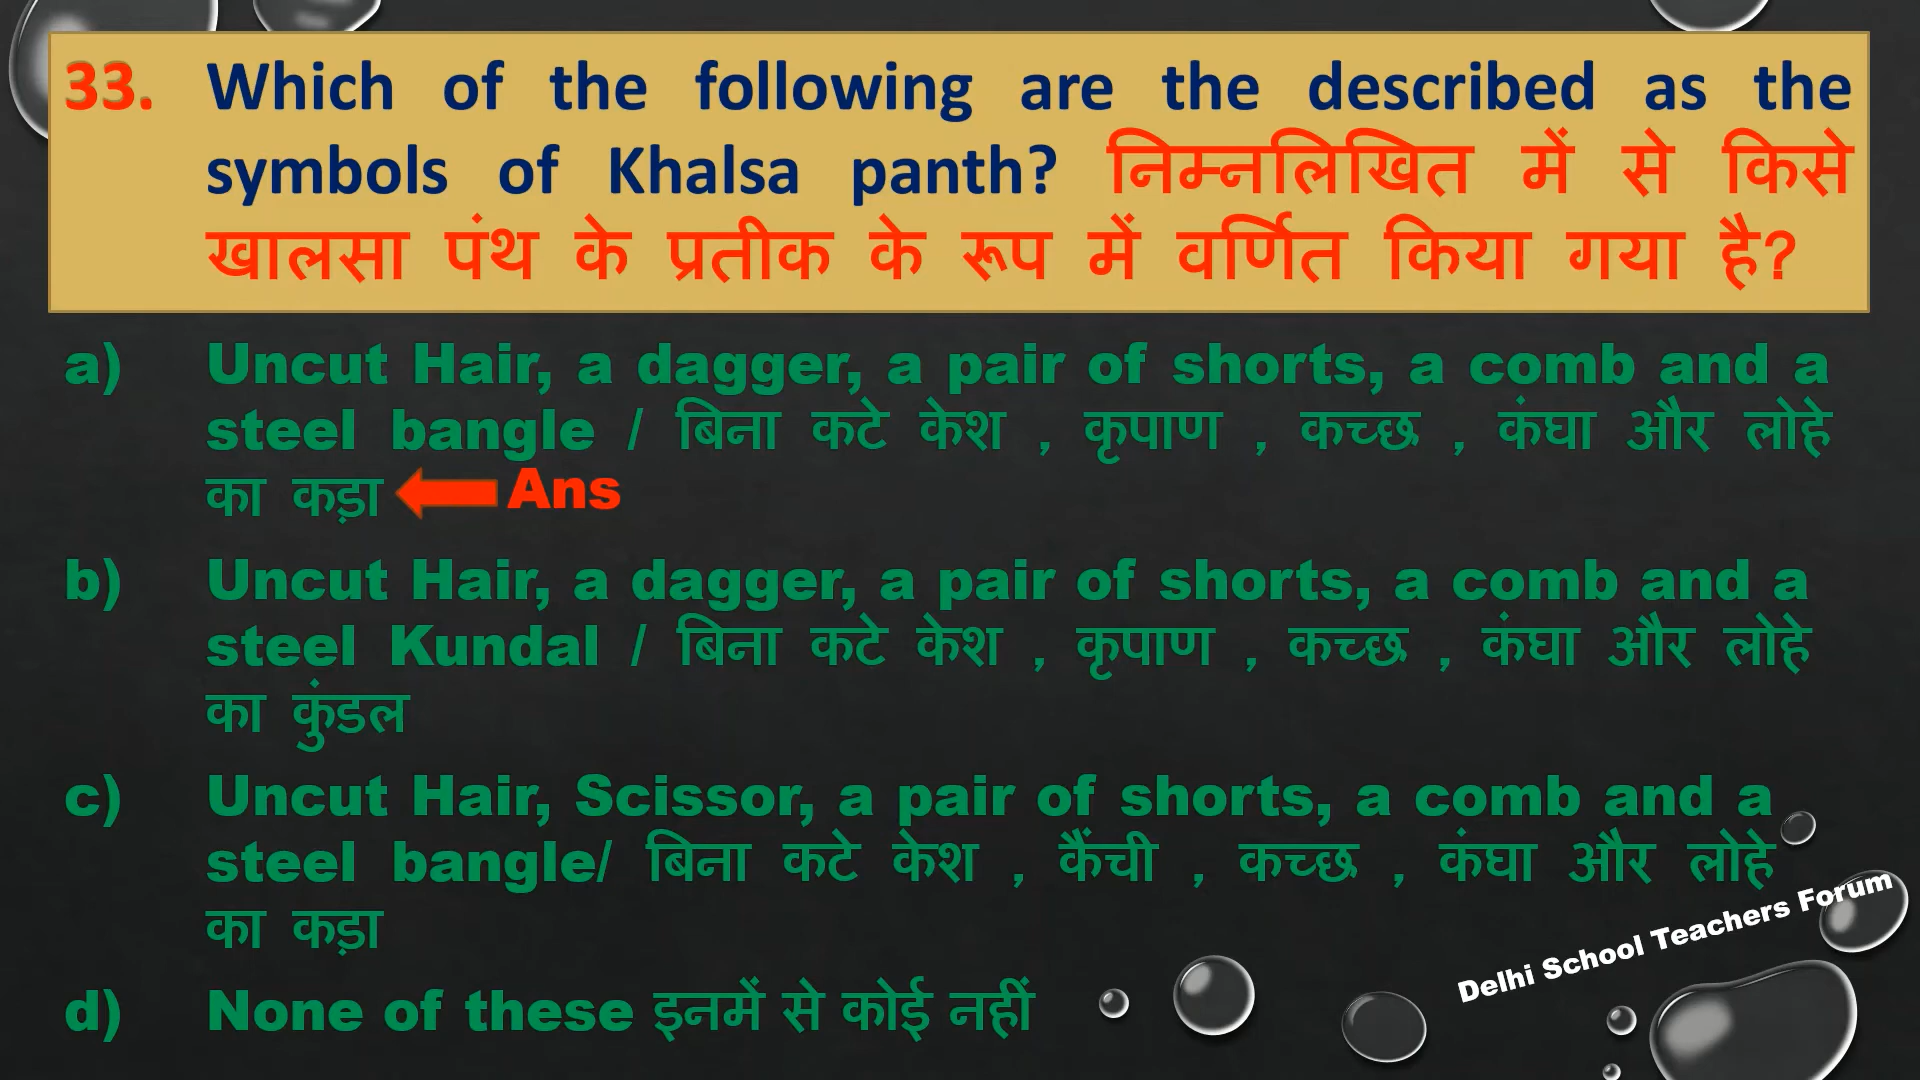 33. Which of the following are the described as the
symbols of Khalsa panth? निम्नलिखित में से किसे
खालसा पंथ के प्रतीक के रूप में वर्णित किया गया है?
a) Uncut Hair, a dagger, a pair of shorts, a comb and a
steel bangle / बिना कटे केश , कृपाण , कच्छ , कंघा और लोहे
का कड़ा Ans
b) Uncut Hair, a dagger, a pair of shorts, a comb and a
steel Kundal / बिना कटे केश , कृपाण , कच्छ , कंघा और लोहे
का कुंडल
c) Uncut Hair, Scissor, a pair of shorts, a comb and a
steel bangle/ बिना कटे केश , कैंची , कच्छ , कंघा और लोहे
का कड़ा
d) None of these इनमें से कोई नहीं
Delhi School Teachers Forum